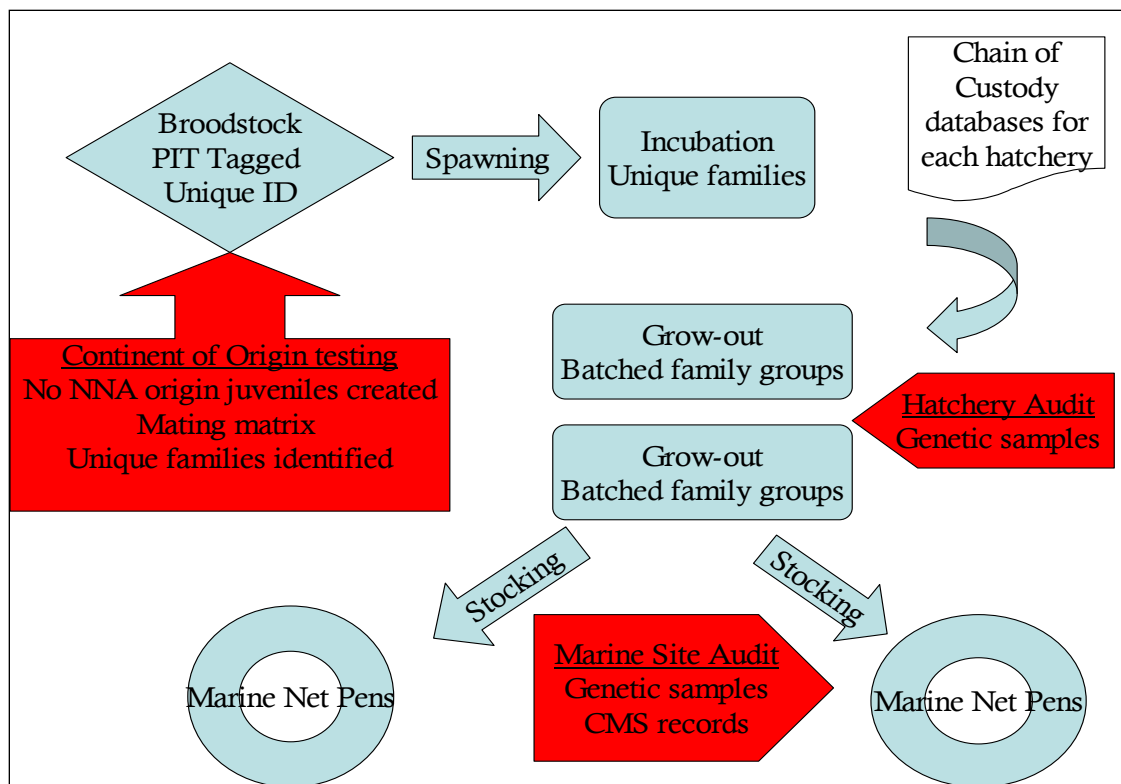 Broodstock
PIT Tagged
Unique ID
Spawning
Incubation
Unique families
Chain of
Custody
databases for
each hatchery
Continent of Origin testing
No NNA origin juveniles created
Mating matrix
Unique families identified
Grow-out
Batched family groups
Hatchery Audit
Genetic samples
Grow-out
Batched family groups
Stocking
Stocking
Marine Net Pens
Marine Site Audit
Genetic samples
CMS records
Marine Net Pens